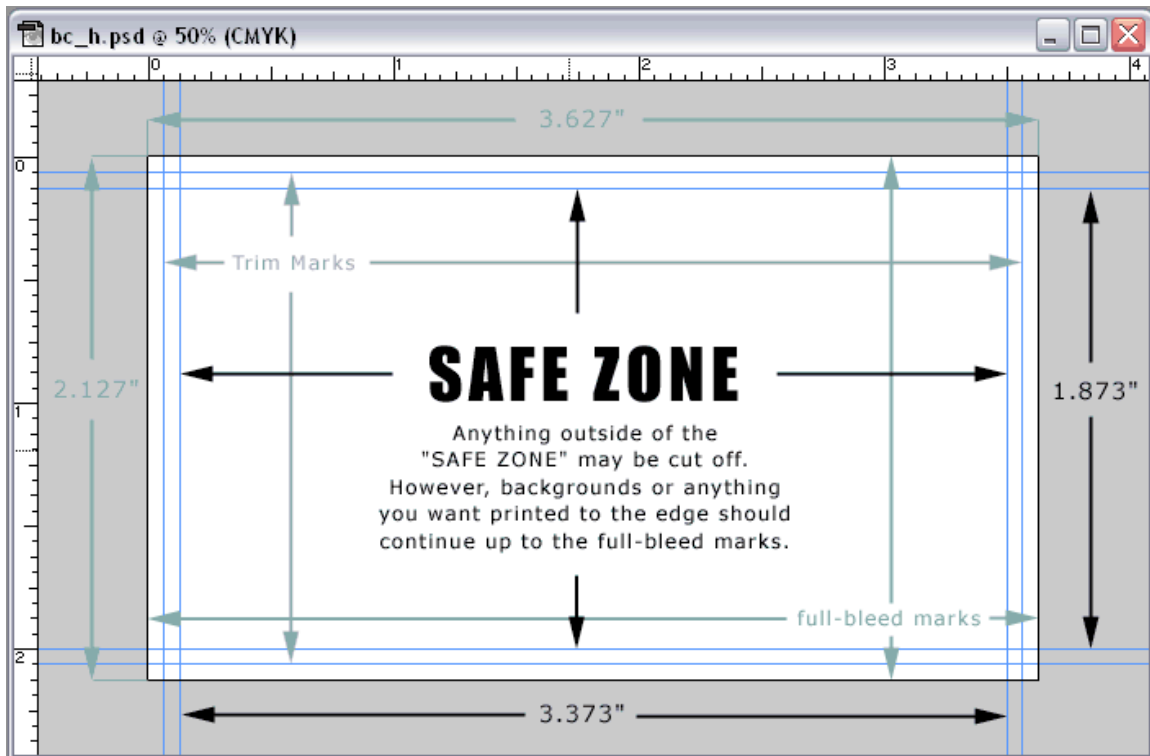 bc_h.psd @ 50% (CMYK)
0 1 2 3 4
3.627"
0
Trim Marks
SAFE ZONE
2.127"
1.873"
1
Anything outside of the
"SAFE ZONE" may be cut off.
However, backgrounds or anything
you want printed to the edge should
continue up to the full-bleed marks.
full-bleed marks
2
3.373"